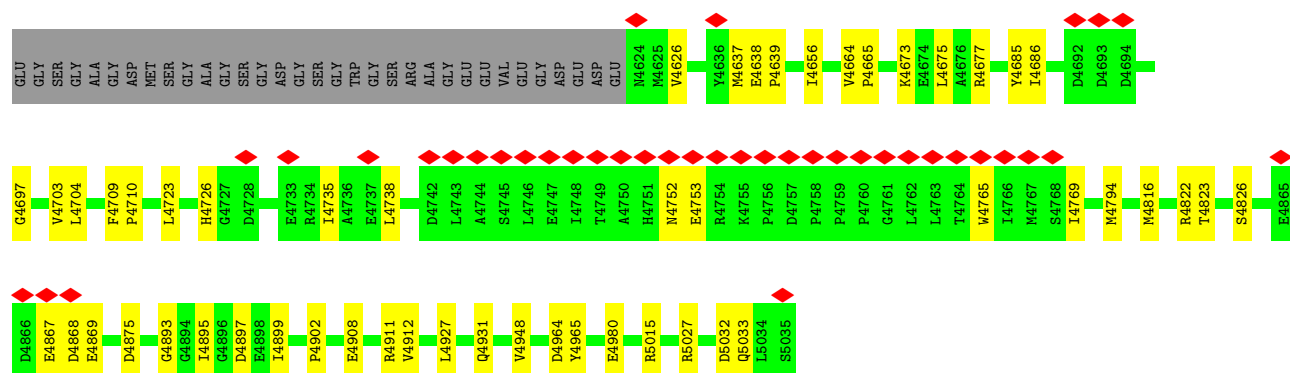 GLU GLY SER GLY ALA GLY ASP MET SER GLY ALA GLY SER GLY ASP GLY SER GLY TRP GLY SER ARG ALA GLY GLU GLU VAL GLU GLY ASP GLU ASP GLU N4624 M4625 V4626 Y4636 M4637 E4638 P4639 I4656 V4664 P4665 K4673 E4674 L4675 A4676 R4677 Y4685 I4686 D4692 D4693 D4694
G4697 V4703 L4704 F4709 P4710 L4723 H4726 G4727 D4728 E4733 R4734 I4735 A4736 E4737 L4738 D4742 L4743 A4744 S4745 L4746 E4747 I4748 T4749 A4750 H4751 N4752 E4753 R4754 K4755 P4756 D4757 P4758 P4759 P4760 G4761 L4762 L4763 T4764 W4765 I4766 M4767 S4768 I4769 M4794 M4816 R4822 T4823 S4826 E4865
D4866 E4867 D4868 E4869 D4875 G4893 G4894 I4895 G4896 D4897 E4898 I4899 P4902 E4908 R4911 V4912 L4927 Q4931 V4948 D4964 Y4965 E4980 R5015 R5027 D5032 Q5033 L5034 S5035